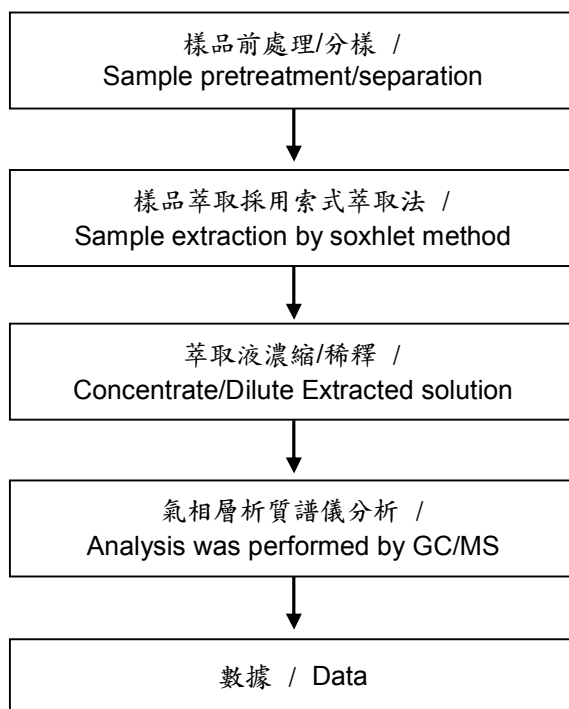 樣品前處理/分樣 /
Sample pretreatment/separation
樣品萃取採用索式萃取法 /
Sample extraction by soxhlet method
萃取液濃縮/稀釋 /
Concentrate/Dilute Extracted solution
氣相層析質譜儀分析 /
Analysis was performed by GC/MS
數據 / Data